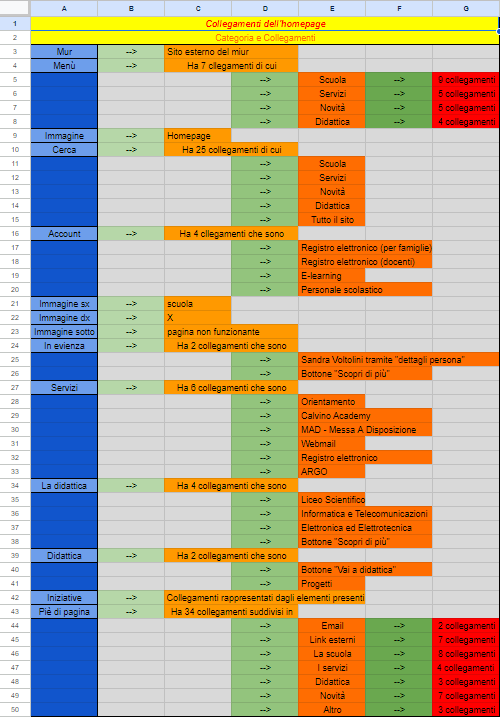 A B C D E F G
1 Collegamenti dell'homepage
2 Categoria e Collegamenti
3 Mur --> Sito esterno del miur
4 Menù --> Ha 7 cllegamenti di cui
5 --> Scuola --> 9 collegamenti
6 --> Servizi --> 5 collegamenti
7 --> Novità --> 5 collegamenti
8 --> Didattica --> 4 collegamenti
9 Immagine --> Homepage
10 Cerca --> Ha 25 collegamenti di cui
11 --> Scuola
12 --> Servizi
13 --> Novità
14 --> Didattica
15 --> Tutto il sito
16 Account --> Ha 4 cllegamenti che sono
17 --> Registro elettronico (per famiglie)
18 --> Registro elettronico (docenti)
19 --> E-learning
20 --> Personale scolastico
21 Immagine sx --> scuola
22 Immagine dx --> X
23 Immagine sotto --> pagina non funzionante
24 In evienza --> Ha 2 collegamenti che sono
25 --> Sandra Voltolini tramite "dettagli persona"
26 --> Bottone "Scopri di più"
27 Servizi --> Ha 6 collegamenti che sono
28 --> Orientamento
29 --> Calvino Academy
30 --> MAD - Messa A Disposizione
31 --> Webmail
32 --> Registro elettronico
33 --> ARGO
34 La didattica --> Ha 4 collegamenti che sono
35 --> Liceo Scientifico
36 --> Informatica e Telecomunicazioni
37 --> Elettronica ed Elettrotecnica
38 --> Bottone "Scopri di più"
39 Didattica --> Ha 2 collegamenti che sono
40 --> Bottone "Vai a didattica"
41 --> Progetti
42 Iniziative --> Collegamenti rappresentati dagli elementi presenti
43 Piè di pagina --> Ha 34 collegamenti suddivisi in
44 --> Email --> 2 collegamenti
45 --> Link esterni --> 7 collegamenti
46 --> La scuola --> 8 collegamenti
47 --> I servizi --> 4 collegamenti
48 --> Didattica --> 3 collegamenti
49 --> Novità --> 7 collegamenti
50 --> Altro --> 3 collegamenti